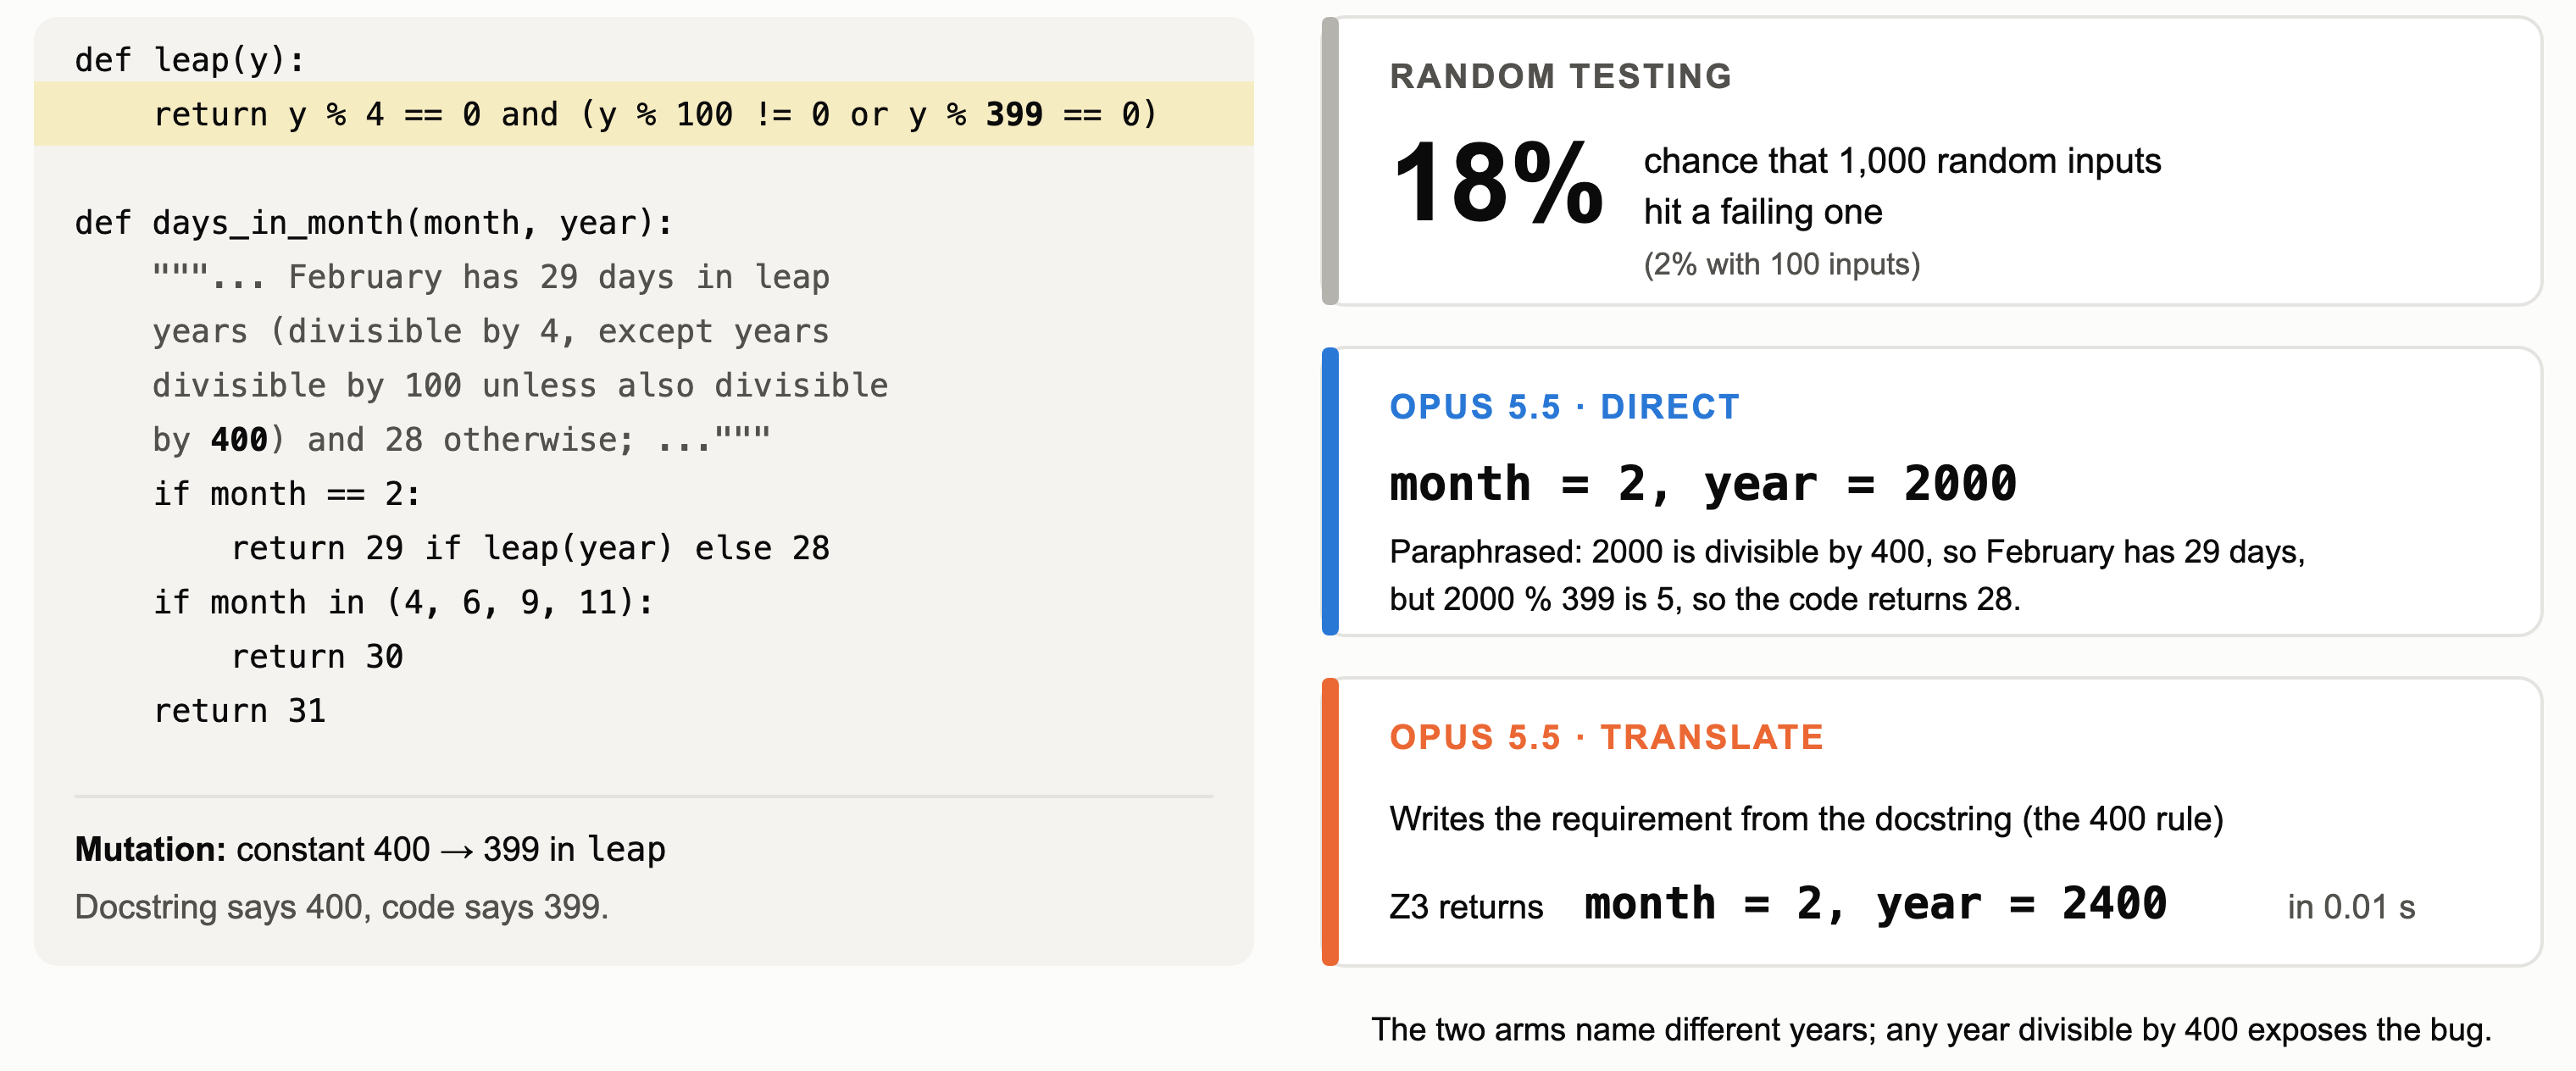 def leap(y):
    return y % 4 == 0 and (y % 100 != 0 or y % 399 == 0)
def days_in_month(month, year):
    """... February has 29 days in leap
    years (divisible by 4, except years
    divisible by 100 unless also divisible
    by 400) and 28 otherwise; ..."""
    if month == 2:
        return 29 if leap(year) else 28
    if month in (4, 6, 9, 11):
        return 30
    return 31
Mutation: constant 400 → 399 in leap
Docstring says 400, code says 399.
RANDOM TESTING
18%
chance that 1,000 random inputs
hit a failing one
(2% with 100 inputs)
OPUS 5.5 · DIRECT
month = 2, year = 2000
Paraphrased: 2000 is divisible by 400, so February has 29 days,
but 2000 % 399 is 5, so the code returns 28.
OPUS 5.5 · TRANSLATE
Writes the requirement from the docstring (the 400 rule)
Z3 returns month = 2, year = 2400 in 0.01 s
The two arms name different years; any year divisible by 400 exposes the bug.